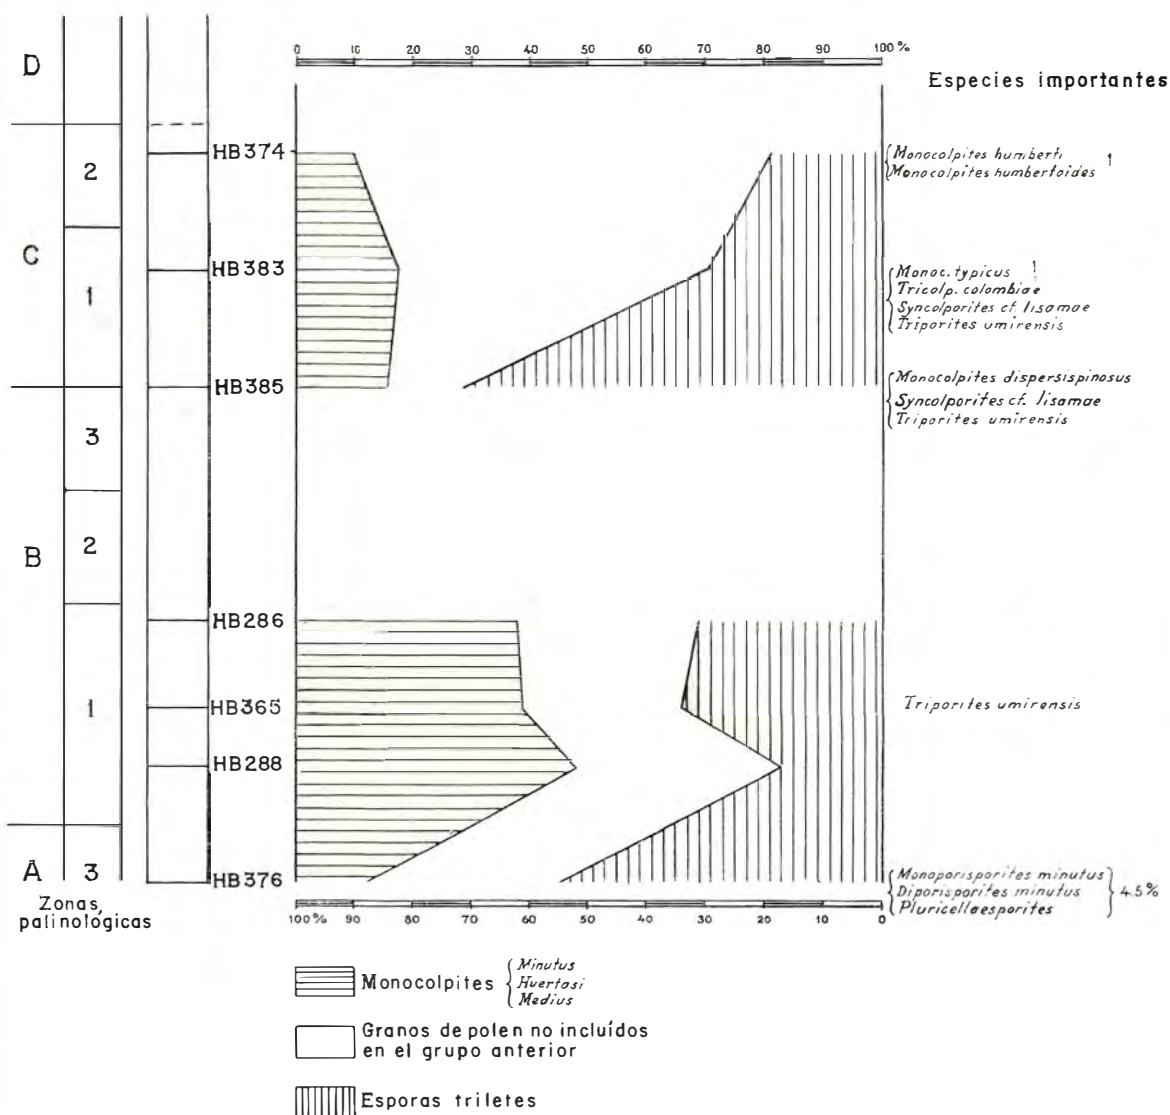 0 10 20 30 40 50 60 70 80 90 100 %
Especies importantes
D
C
2
1
B
3
2
1
A
3
Zonas palinológicas
HB374
HB383
HB385
HB286
HB365
HB288
HB376
Monocolpites humberti
Monocolpites humbertoides
Monoc. typicus
Tricolp. colombiae
Syncolporites cf. lisamae
Triporites umirensis
Monocolpites dispersispinosus
Syncolporites cf. lisamae
Triporites umirensis
Triporites umirensis
Monoporisporites minutus
Diporisporites minutus
Pluricellaesporites
4.5%
100 % 90 80 70 60 50 40 30 20 10 0
Monocolpites
Minutus
Huertasi
Medius
Granos de polen no incluídos
en el grupo anterior
Esporas triletes